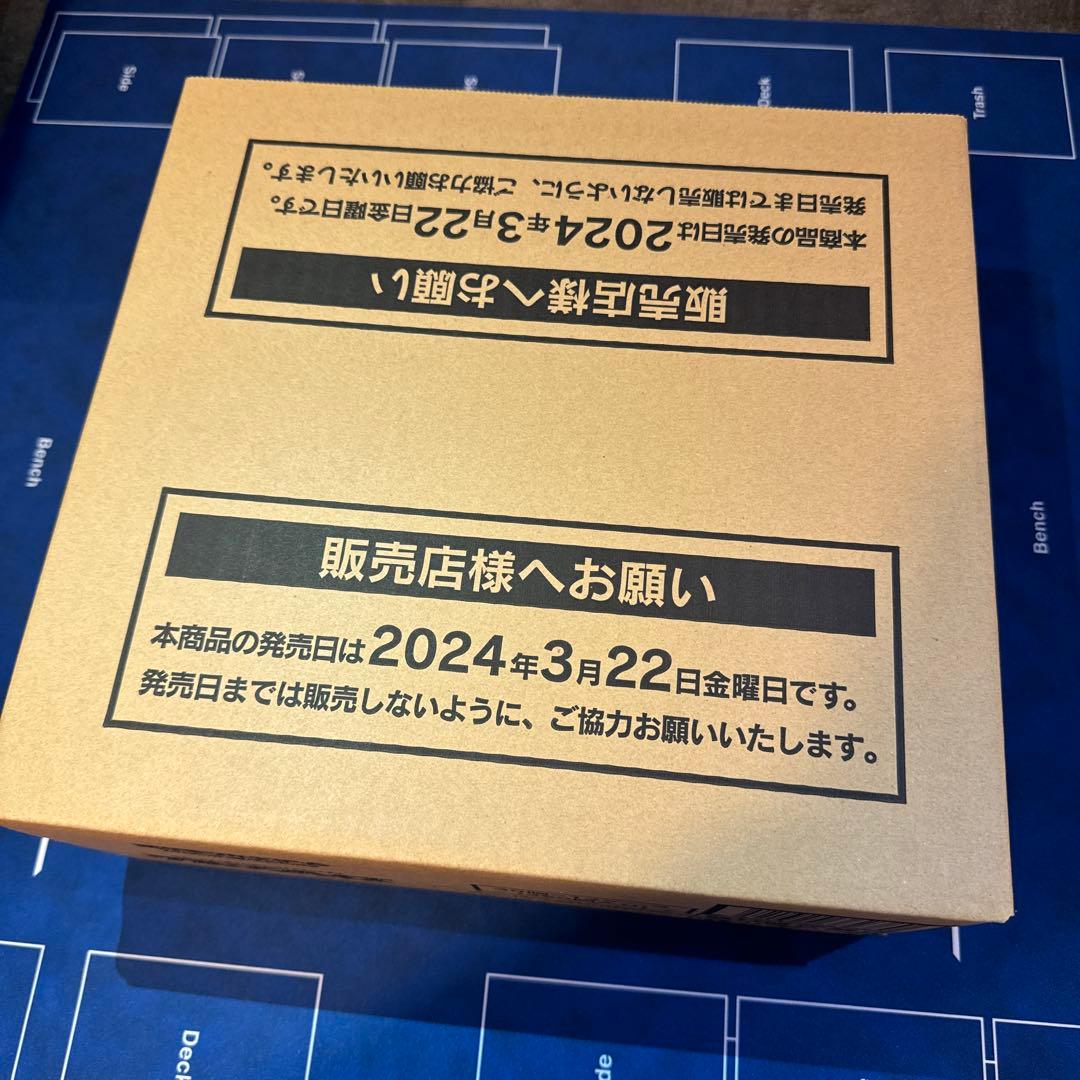 Side
Deck
Trash
販売店様へお願い
本商品の発売日は2024年3月22日金曜日です。
発売日までは販売しないように、ご協力お願いいたします。
Bench
Bench
販売店様へお願い
本商品の発売日は2024年3月22日金曜日です。
発売日までは販売しないように、ご協力お願いいたします。
Deck